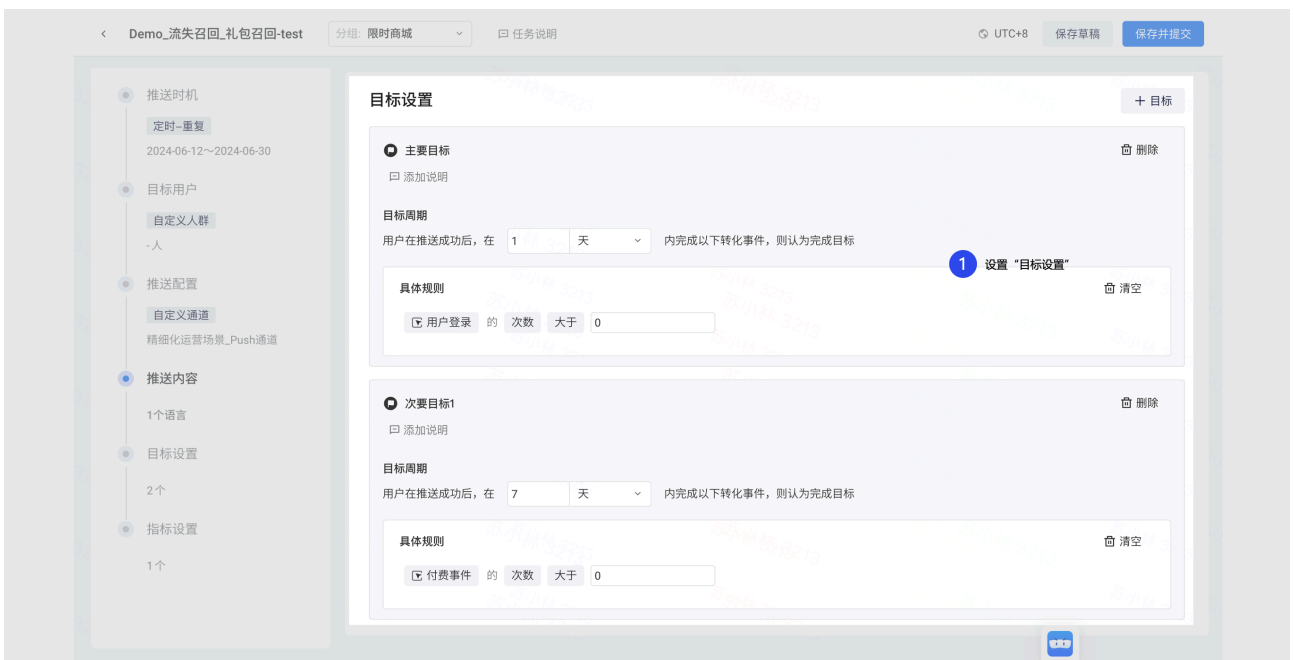 Demo_流失召回_礼包召回-test
分组: 限时商城
任务说明
UTC+8
保存草稿
保存并提交
推送时机
定时-重复
2024-06-12～2024-06-30
目标用户
自定义人群
-人
推送配置
自定义通道
精细化运营场景_Push通道
推送内容
1个语言
目标设置
2个
指标设置
1个
目标设置
+ 目标
主要目标
删除
添加说明
目标周期
用户在推送成功后，在 1 天 内完成以下转化事件，则认为完成目标
1 设置“目标设置”
具体规则
清空
用户登录 的 次数 大于 0
次要目标1
删除
添加说明
目标周期
用户在推送成功后，在 7 天 内完成以下转化事件，则认为完成目标
具体规则
清空
付费事件 的 次数 大于 0